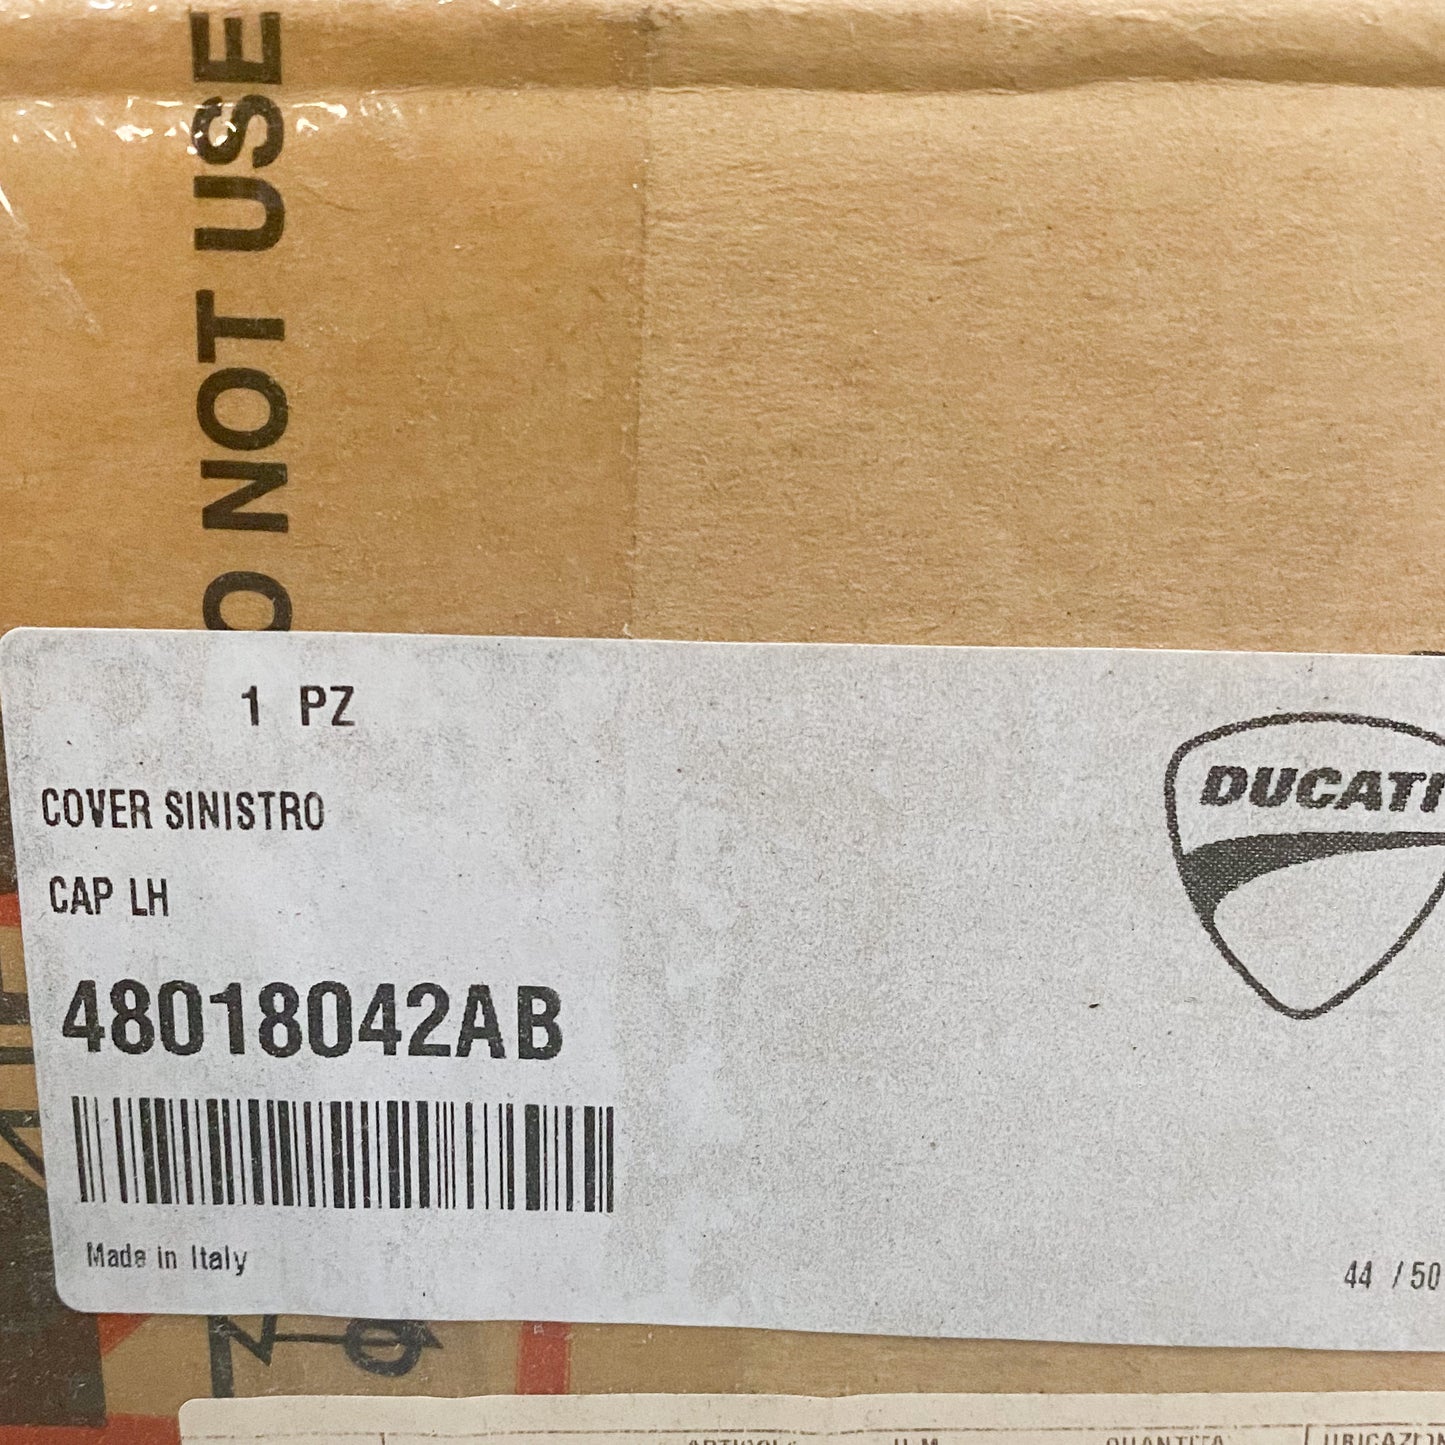 DO NOT USE
1 PZ
COVER SINISTRO
CAP LH
48018042AB
Made in Italy
DUCATI
44 / 50